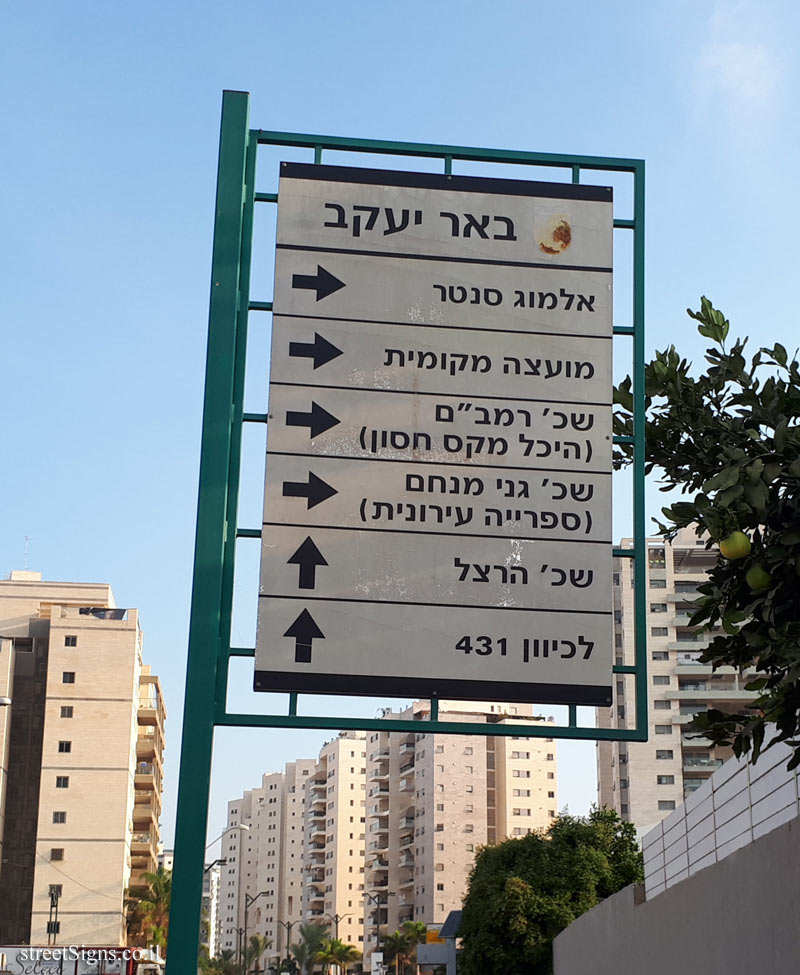 באר יעקב
אלמוג סנטר
מועצה מקומית
שכ' רמב"ם
(היכל מקס חסון)
שכ' גני מנחם
(ספרייה עירונית)
שכ' הרצל
לכיוון 431
streetSigns.co.il